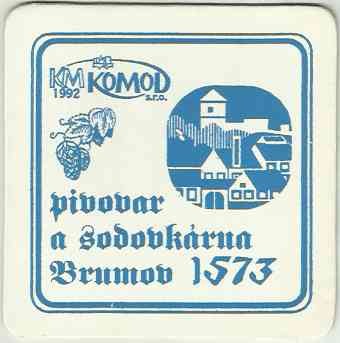 KM KOMOD
1992 s.r.o.
pivovar
a sodovkárna
Brumov 1573